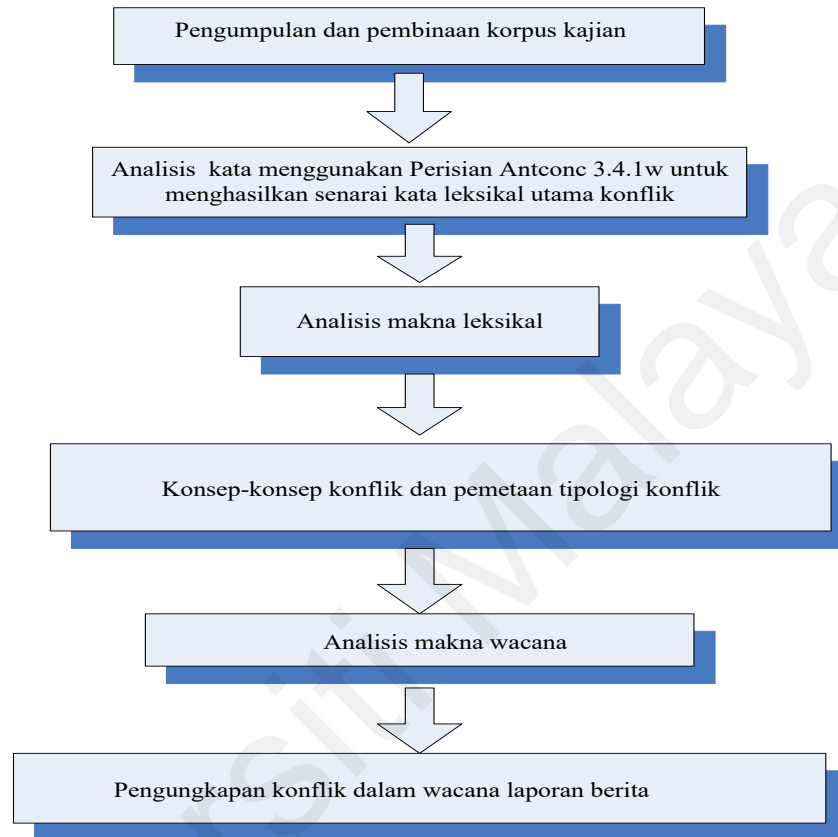 Pengumpulan dan pembinaan korpus kajian
Analisis kata menggunakan Perisian Antconc 3.4.1w untuk
menghasilkan senarai kata leksikal utama konflik
Analisis makna leksikal
Konsep-konsep konflik dan pemetaan tipologi konflik
Analisis makna wacana
Pengungkapan konflik dalam wacana laporan berita
rsiti Malaya